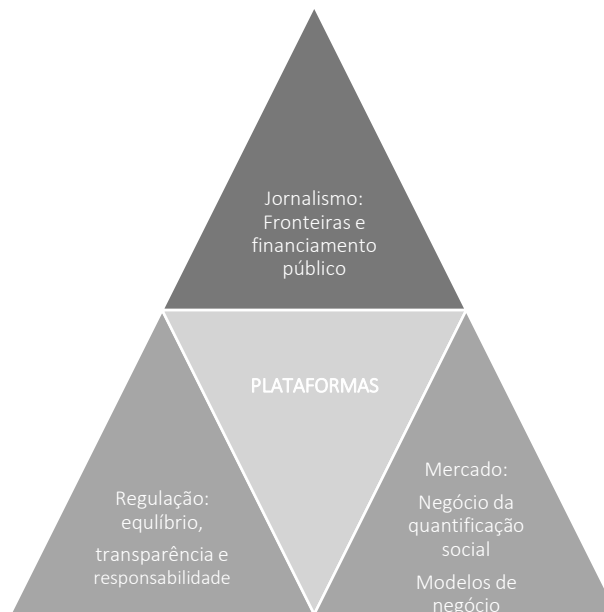 Jornalismo:
Fronteiras e
financiamento
público
PLATAFORMAS
Regulação:
equlíbrio,
transparência e
responsabilidade
Mercado:
Negócio da
quantificação
social
Modelos de
negócio